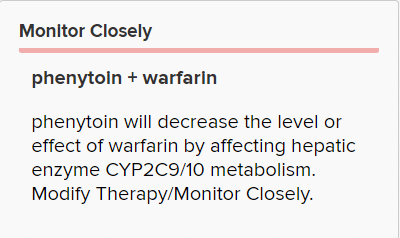 Monitor Closely
phenytoin + warfarin
phenytoin will decrease the level or
effect of warfarin by affecting hepatic
enzyme CYP2C9/10 metabolism.
Modify Therapy/Monitor Closely.